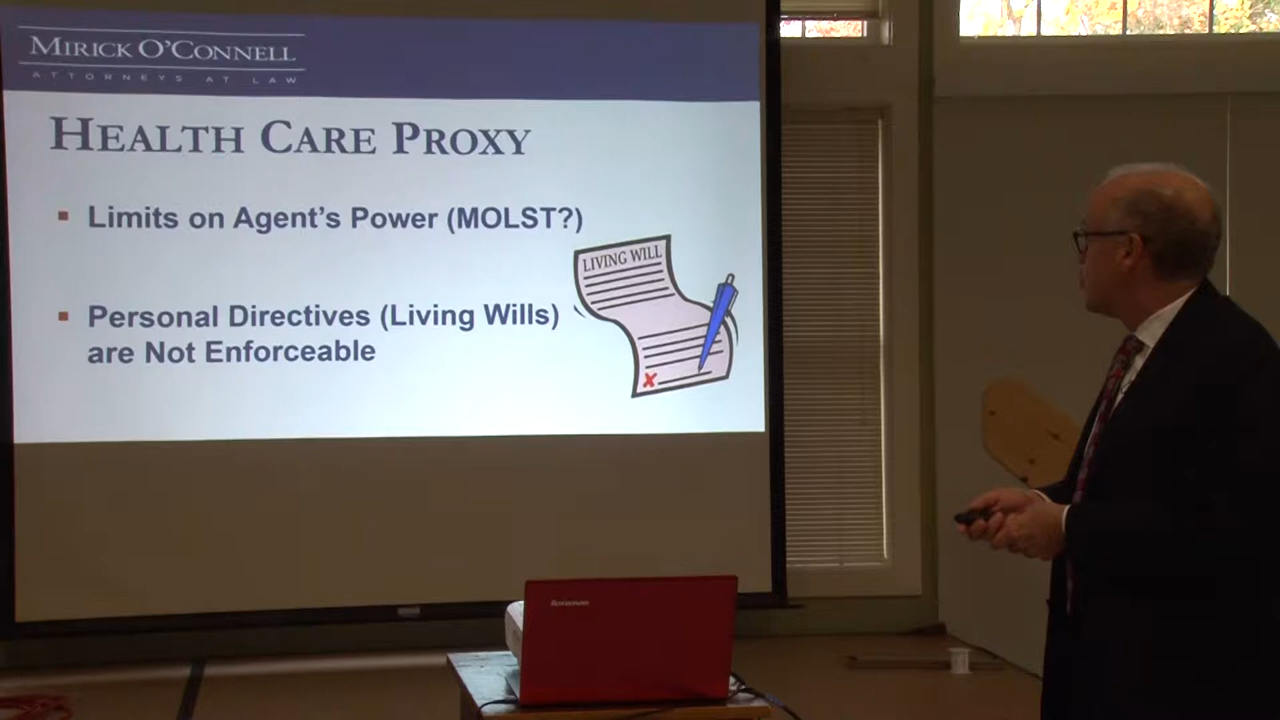 MIRICK O'CONNELL
ATTORNEYS AT LAW
HEALTH CARE PROXY
Limits on Agent's Power (MOLST?)
LIVING WILL
Personal Directives (Living Wills)
are Not Enforceable
lenovo